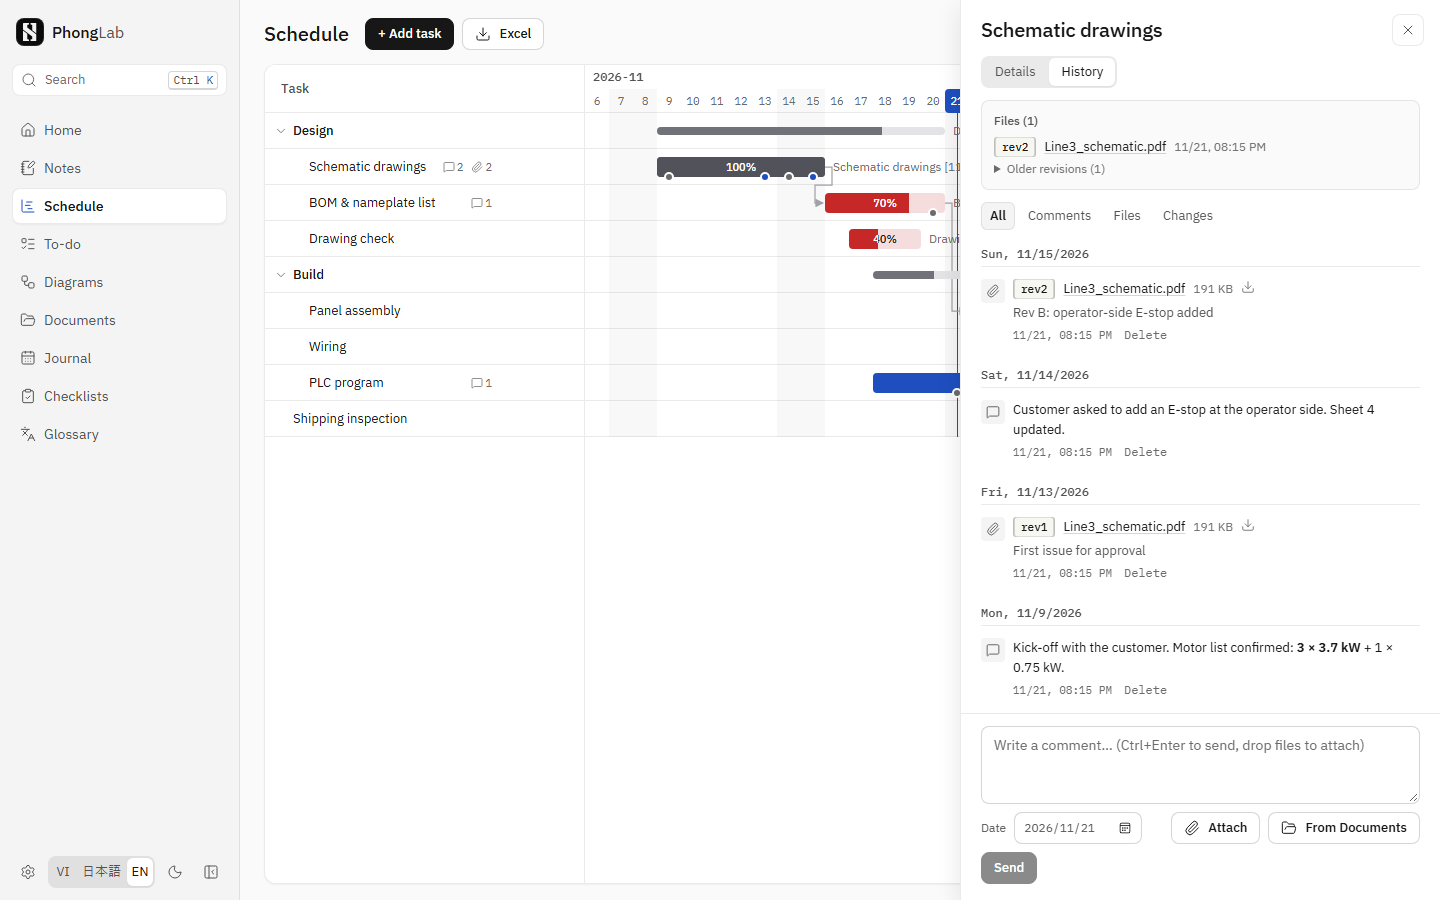 PhongLab
Search Ctrl K
Home
Notes
Schedule
To-do
Diagrams
Documents
Journal
Checklists
Glossary
VI 日本語 EN
Schedule + Add task Excel
Task
2026-11
6 7 8 9 10 11 12 13 14 15 16 17 18 19 20 21
Design
Schematic drawings 2 2 100% Schematic drawings [11
BOM & nameplate list 1 70%
Drawing check 40% Drawi
Build
Panel assembly
Wiring
PLC program 1
Shipping inspection
Schematic drawings
Details History
Files (1)
rev2 Line3_schematic.pdf 11/21, 08:15 PM
Older revisions (1)
All Comments Files Changes
Sun, 11/15/2026
rev2 Line3_schematic.pdf 191 KB
Rev B: operator-side E-stop added
11/21, 08:15 PM Delete
Sat, 11/14/2026
Customer asked to add an E-stop at the operator side. Sheet 4
updated.
11/21, 08:15 PM Delete
Fri, 11/13/2026
rev1 Line3_schematic.pdf 191 KB
First issue for approval
11/21, 08:15 PM Delete
Mon, 11/9/2026
Kick-off with the customer. Motor list confirmed: 3 × 3.7 kW + 1 ×
0.75 kW.
11/21, 08:15 PM Delete
Write a comment... (Ctrl+Enter to send, drop files to attach)
Date 2026/11/21 Attach From Documents
Send